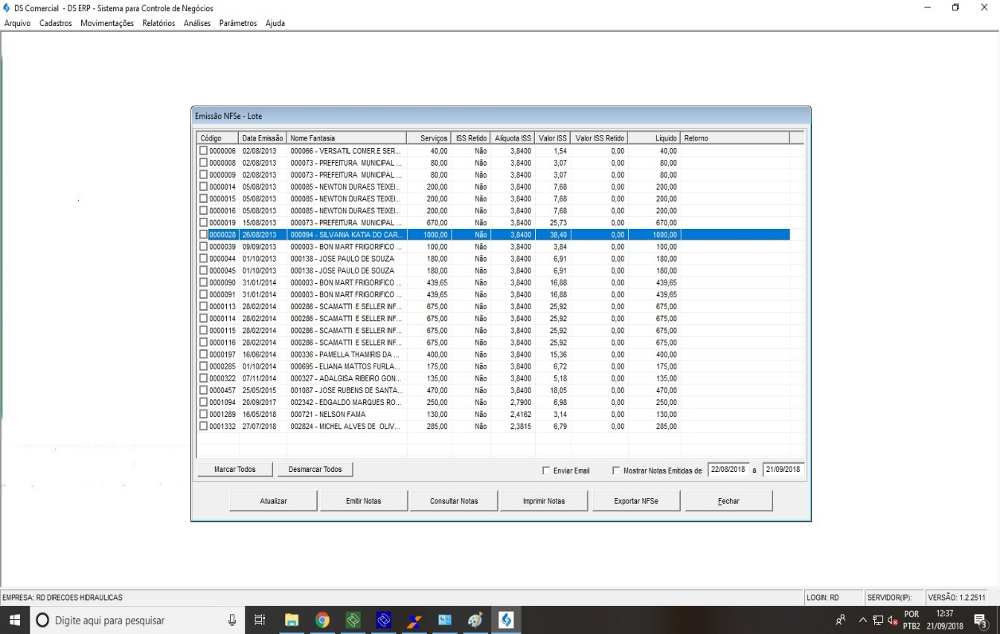 DS Comercial - DS ERP - Sistema para Controle de Negócios
Arquivo Cadastros Movimentações Relatórios Análises Parâmetros Ajuda
Emissão NFSe - Lote
Código Data Emissão Nome Fantasia Serviços ISS Retido Alíquota ISS Valor ISS Valor ISS Retido Líquido Retorno
0000006 02/08/2013 000066 - VERSATIL COMER.E SER... 40,00 Não 3,8400 1,54 0,00 40,00
0000008 02/08/2013 000073 - PREFEITURA MUNICIPAL ... 80,00 Não 3,8400 3,07 0,00 80,00
0000009 02/08/2013 000073 - PREFEITURA MUNICIPAL ... 80,00 Não 3,8400 3,07 0,00 80,00
0000014 05/08/2013 000085 - NEWTON DURAES TEIXEI... 200,00 Não 3,8400 7,68 0,00 200,00
0000015 05/08/2013 000085 - NEWTON DURAES TEIXEI... 200,00 Não 3,8400 7,68 0,00 200,00
0000016 05/08/2013 000085 - NEWTON DURAES TEIXEI... 200,00 Não 3,8400 7,68 0,00 200,00
0000019 15/08/2013 000073 - PREFEITURA MUNICIPAL ... 670,00 Não 3,8400 25,73 0,00 670,00
0000028 26/08/2013 000094 - SILVANIA KATIA DO CAR... 1000,00 Não 3,8400 38,40 0,00 1000,00
0000039 09/09/2013 000003 - BON MART FRIGORIFICO ... 100,00 Não 3,8400 3,84 0,00 100,00
0000044 01/10/2013 000138 - JOSE PAULO DE SOUZA 180,00 Não 3,8400 6,91 0,00 180,00
0000045 01/10/2013 000138 - JOSE PAULO DE SOUZA 180,00 Não 3,8400 6,91 0,00 180,00
0000090 31/01/2014 000003 - BON MART FRIGORIFICO ... 439,65 Não 3,8400 16,88 0,00 439,65
0000091 31/01/2014 000003 - BON MART FRIGORIFICO ... 439,65 Não 3,8400 16,88 0,00 439,65
0000113 28/02/2014 000286 - SCAMATTI E SELLER INF... 675,00 Não 3,8400 25,92 0,00 675,00
0000114 28/02/2014 000286 - SCAMATTI E SELLER INF... 675,00 Não 3,8400 25,92 0,00 675,00
0000115 28/02/2014 000286 - SCAMATTI E SELLER INF... 675,00 Não 3,8400 25,92 0,00 675,00
0000116 28/02/2014 000286 - SCAMATTI E SELLER INF... 675,00 Não 3,8400 25,92 0,00 675,00
0000197 16/06/2014 000336 - PAMELLA THAMIRIS DA ... 400,00 Não 3,8400 15,36 0,00 400,00
0000285 01/10/2014 000695 - ELIANA MATTOS FURLA... 175,00 Não 3,8400 6,72 0,00 175,00
0000322 07/11/2014 000327 - ADALGISA RIBEIRO GON... 135,00 Não 3,8400 5,18 0,00 135,00
0000457 25/05/2015 001087 - JOSE RUBENS DE SANTA... 470,00 Não 3,8400 18,05 0,00 470,00
0001094 20/09/2017 002342 - EDGALDO MARQUES RO... 250,00 Não 2,7900 6,98 0,00 250,00
0001289 16/05/2018 000721 - NELSON FAMA 130,00 Não 2,4162 3,14 0,00 130,00
0001332 27/07/2018 002824 - MICHEL ALVES DE OLIV... 285,00 Não 2,3815 6,79 0,00 285,00
Marcar Todos Desmarcar Todos Enviar Email Mostrar Notas Emitidas de 22/08/2018 a 21/09/2018
Atualizar Emitir Notas Consultar Notas Imprimir Notas Exportar NFSe Fechar
EMPRESA: RD DIRECOES HIDRAULICAS LOGIN: RD SERVIDOR(IP): VERSÃO: 1.2.2511
Digite aqui para pesquisar POR 12:37
PTB2 21/09/2018 3